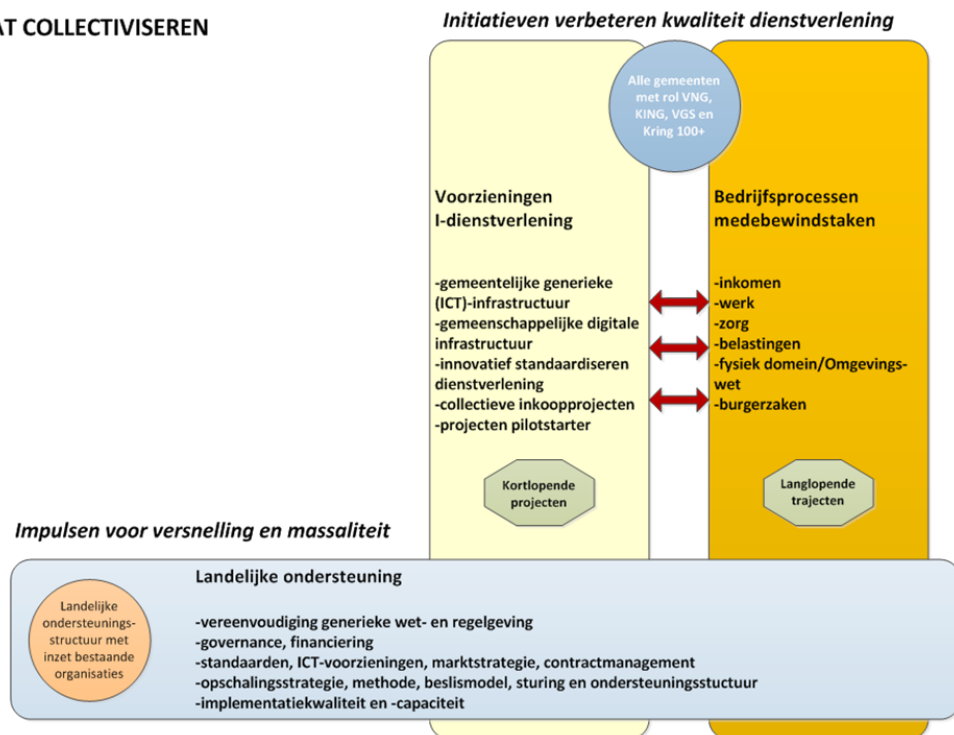 AT COLLECTIVISEREN
Initiatieven verbeteren kwaliteit dienstverlening
Alle gemeenten
met rol VNG,
KING, VGS en
Kring 100+
Voorzieningen
I-dienstverlening
-gemeentelijke generieke
(ICT)-infrastructuur
-gemeenschappelijke digitale
infrastructuur
-innovatief standaardiseren
dienstverlening
-collectieve inkoopprojecten
-projecten pilotstarter
Kortlopende
projecten
Bedrijfsprocessen
medebewindstaken
-inkomen
-werk
-zorg
-belastingen
-fysiek domein/Omgevings-
wet
-burgerzaken
Langlopende
trajecten
Impulsen voor versnelling en massaliteit
Landelijke
ondersteunings-
structuur met
inzet bestaande
organisaties
Landelijke ondersteuning
-vereenvoudiging generieke wet- en regelgeving
-governance, financiering
-standaarden, ICT-voorzieningen, marktstrategie, contractmanagement
-opschalingsstrategie, methode, beslismodel, sturing en ondersteuningsstuctuur
-implementatiekwaliteit en -capaciteit